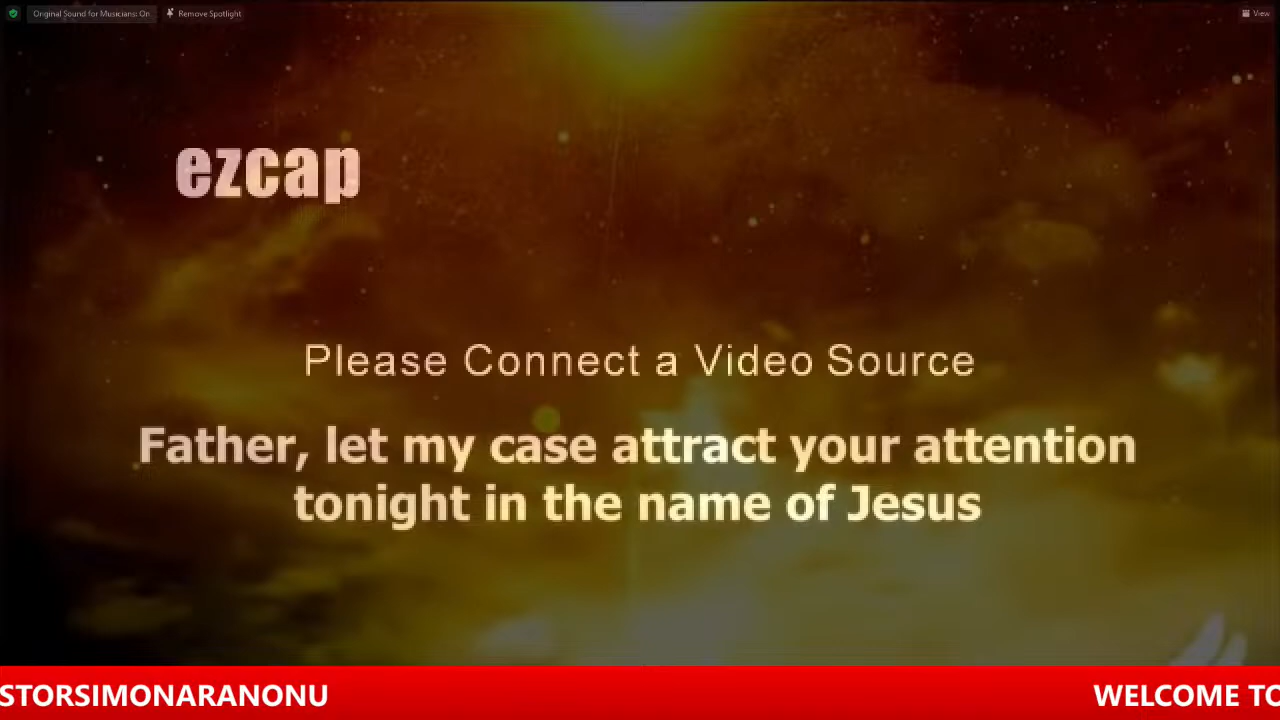 Original Sound for Musicians: On
Remove Spotlight
View
ezcap
Please Connect a Video Source
Father, let my case attract your attention
tonight in the name of Jesus
STORSIMONARANONU
WELCOME TO